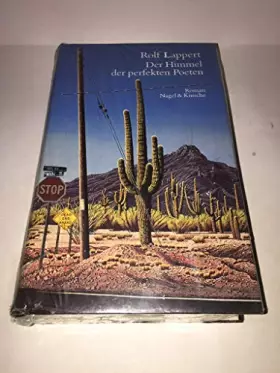 Rolf Lappert
Der Himmel
der perfekten Poeten
Roman
Nagel & Kimche
STOP